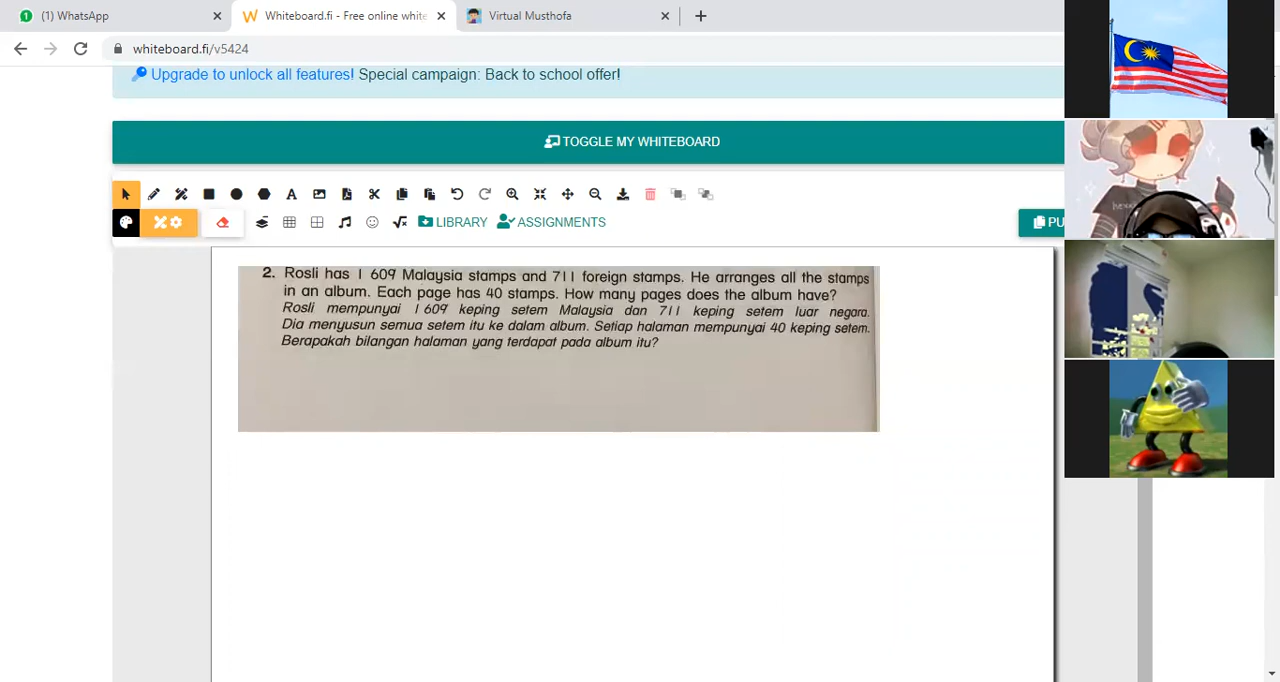 (1) WhatsApp
Whiteboard.fi - Free online white
Virtual Musthofa
whiteboard.fi/v5424
Upgrade to unlock all features! Special campaign: Back to school offer!
TOGGLE MY WHITEBOARD
LIBRARY ASSIGNMENTS
PU
2. Rosli has 1 609 Malaysia stamps and 711 foreign stamps. He arranges all the stamps
in an album. Each page has 40 stamps. How many pages does the album have?
Rosli mempunyai 1 609 keping setem Malaysia dan 711 keping setem luar negara.
Dia menyusun semua setem itu ke dalam album. Setiap halaman mempunyai 40 keping setem.
Berapakah bilangan halaman yang terdapat pada album itu?